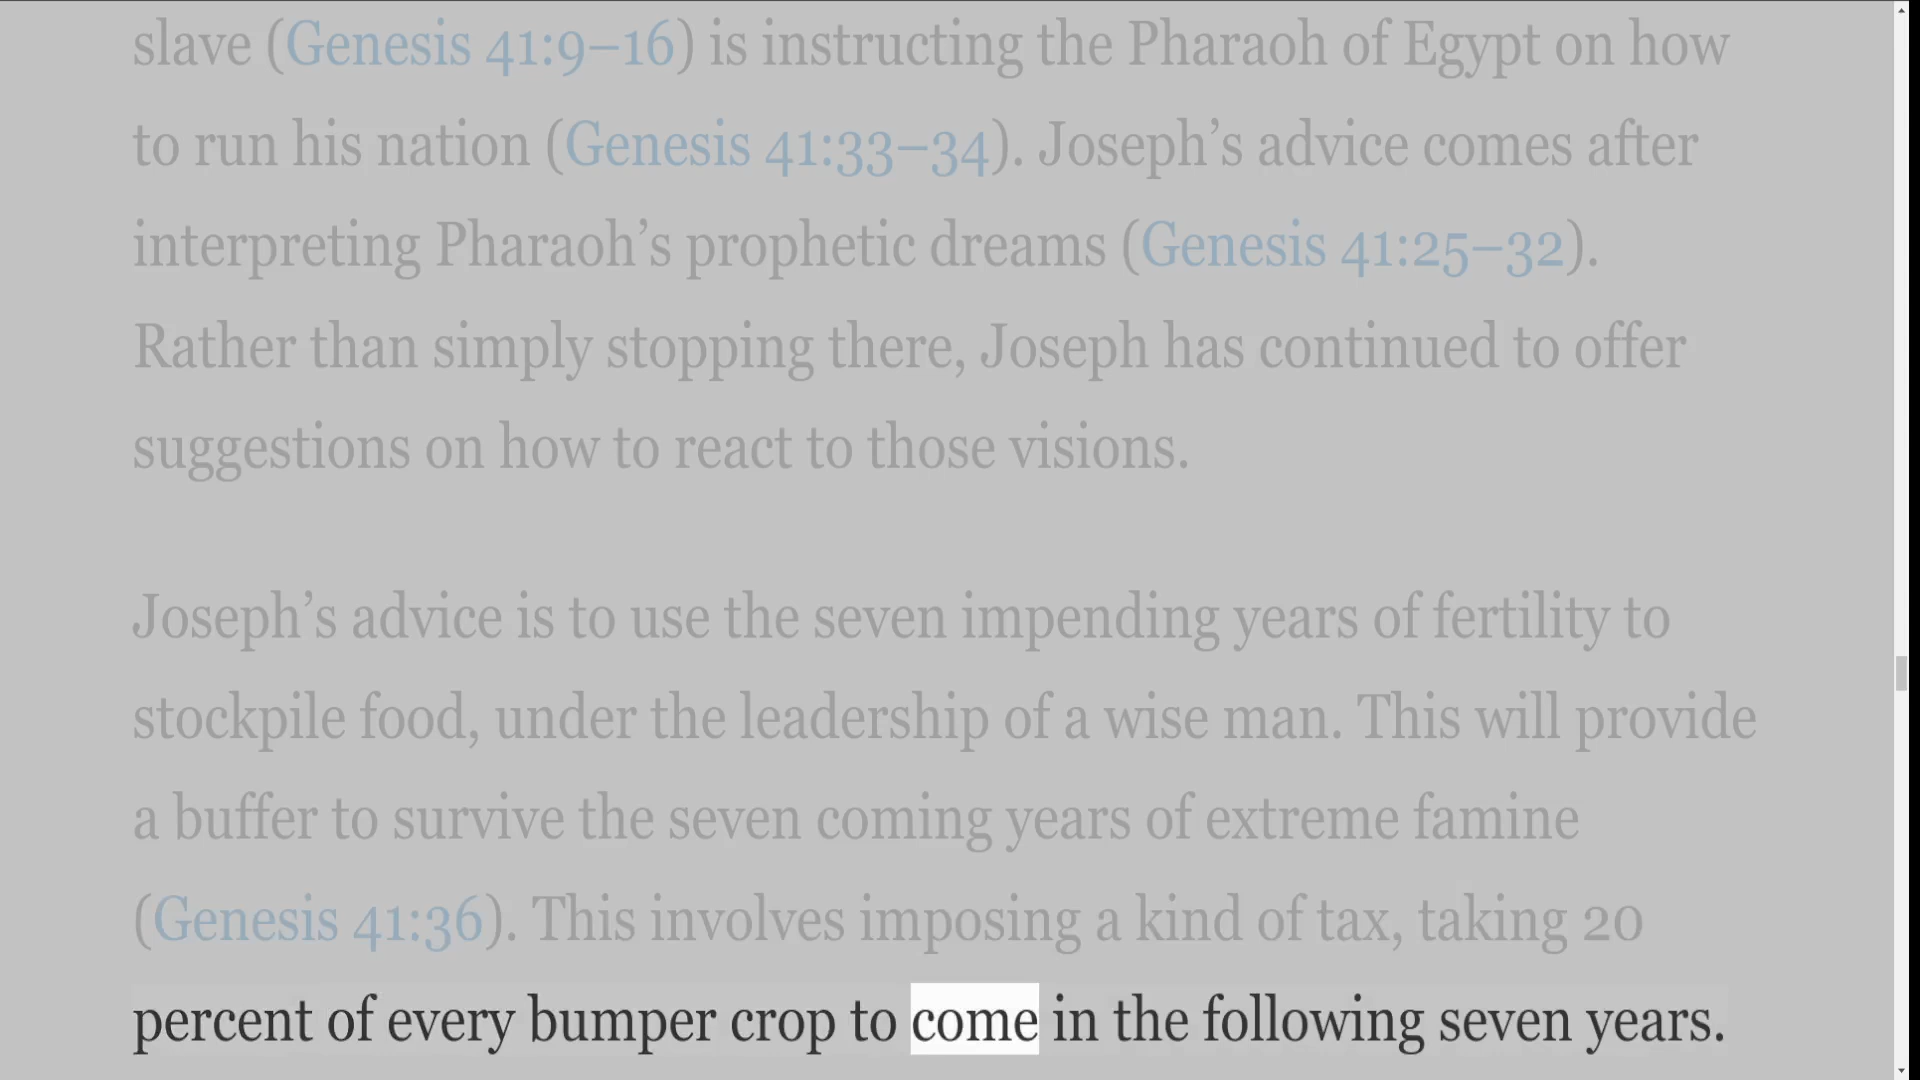 slave (Genesis 41:9–16) is instructing the Pharaoh of Egypt on how
to run his nation (Genesis 41:33–34). Joseph’s advice comes after
interpreting Pharaoh’s prophetic dreams (Genesis 41:25–32).
Rather than simply stopping there, Joseph has continued to offer
suggestions on how to react to those visions.
Joseph’s advice is to use the seven impending years of fertility to
stockpile food, under the leadership of a wise man. This will provide
a buffer to survive the seven coming years of extreme famine
(Genesis 41:36). This involves imposing a kind of tax, taking 20
percent of every bumper crop to come in the following seven years.